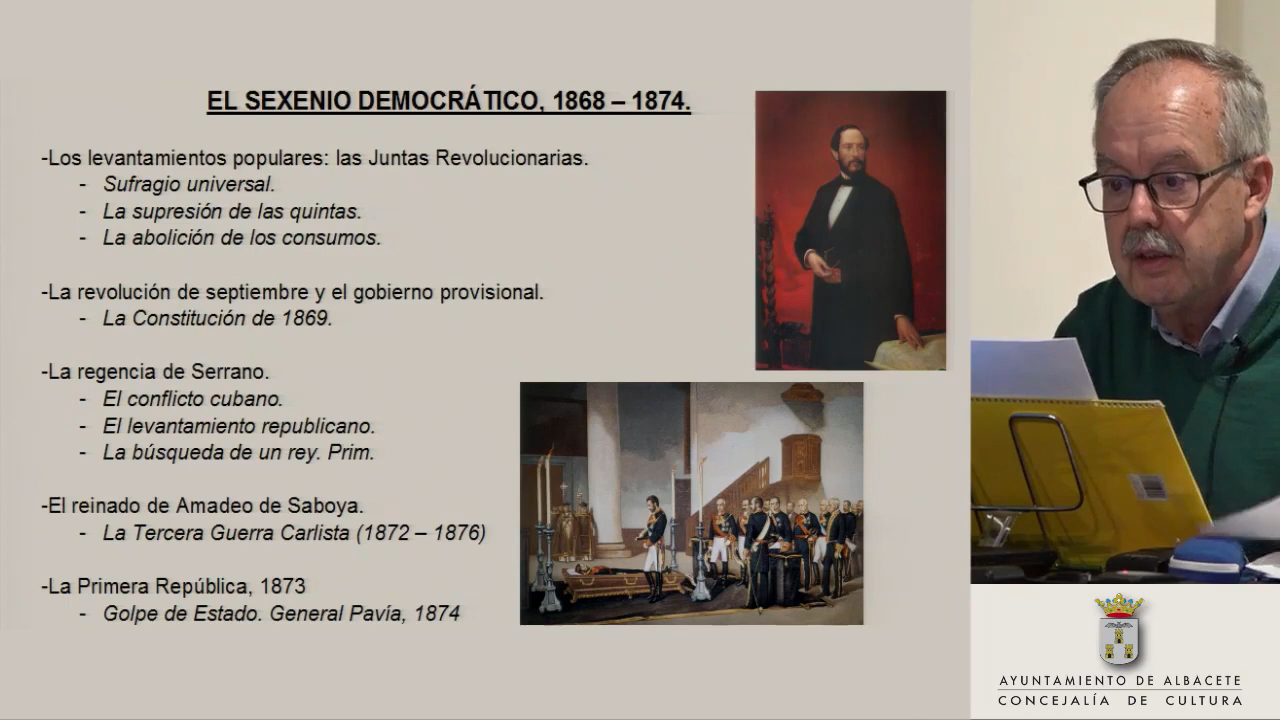 EL SEXENIO DEMOCRÁTICO, 1868 – 1874.
-Los levantamientos populares: las Juntas Revolucionarias.
- Sufragio universal.
- La supresión de las quintas.
- La abolición de los consumos.
-La revolución de septiembre y el gobierno provisional.
- La Constitución de 1869.
-La regencia de Serrano.
- El conflicto cubano.
- El levantamiento republicano.
- La búsqueda de un rey. Prim.
-El reinado de Amadeo de Saboya.
- La Tercera Guerra Carlista (1872 – 1876)
-La Primera República, 1873
- Golpe de Estado. General Pavía, 1874
AYUNTAMIENTO DE ALBACETE
CONCEJALÍA DE CULTURA